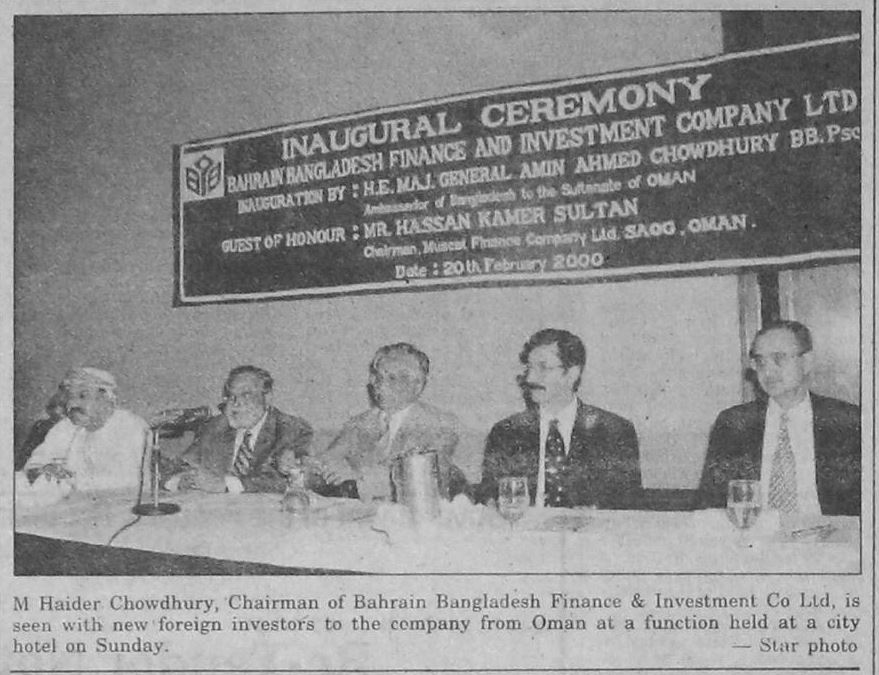 INAUGURAL CEREMONY
BAHRAIN BANGLADESH FINANCE AND INVESTMENT COMPANY LTD
INAUGURATION BY : H.E. MAJ. GENERAL AMIN AHMED CHOWDHURY BB.Psc
Ambassador of Bangladesh to the Sultanate of OMAN
GUEST OF HONOUR : MR. HASSAN KAMER SULTAN
Chairman, Muscat Finance Company Ltd. SAOG, OMAN.
Date : 20th February 2000
M Haider Chowdhury, Chairman of Bahrain Bangladesh Finance & Investment Co Ltd, is
seen with new foreign investors to the company from Oman at a function held at a city
hotel on Sunday. — Star photo